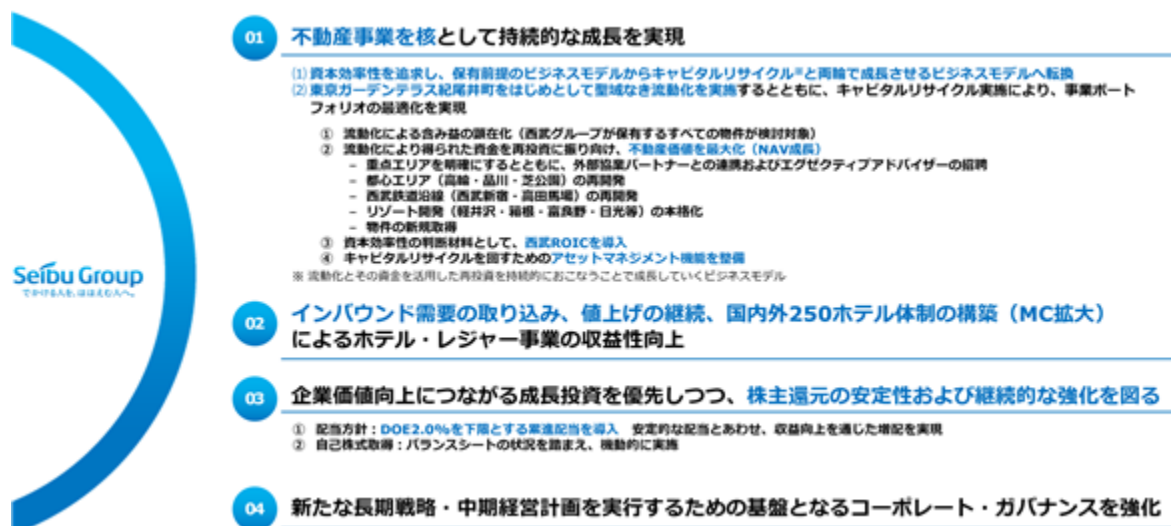 Seibu Group
でかける人を、ほほえむ人へ。
01 不動産事業を核として持続的な成長を実現
(1) 資本効率性を追求し、保有前提のビジネスモデルからキャピタルリサイクル※と両輪で成長させるビジネスモデルへ転換
(2) 東京ガーデンテラス紀尾井町をはじめとして聖域なき流動化を実施するとともに、キャピタルリサイクル実施により、事業ポート
フォリオの最適化を実現
① 流動化による含み益の顕在化(西武グループが保有するすべての物件が検討対象)
② 流動化により得られた資金を再投資に振り向け、不動産価値を最大化(NAV成長)
– 重点エリアを明確にするとともに、外部協業パートナーとの連携およびエグゼクティブアドバイザーの招聘
– 都心エリア(高輪・品川・芝公園)の再開発
– 西武鉄道沿線(西武新宿・高田馬場)の再開発
– リゾート開発(軽井沢・箱根・富良野・日光等)の本格化
– 物件の新規取得
③ 資本効率性の判断材料として、西武ROICを導入
④ キャピタルリサイクルを回すためのアセットマネジメント機能を整備
※ 流動化とその資金を活用した再投資を持続的におこなうことで成長していくビジネスモデル
02 インバウンド需要の取り込み、値上げの継続、国内外250ホテル体制の構築(MC拡大)
によるホテル・レジャー事業の収益性向上
03 企業価値向上につながる成長投資を優先しつつ、株主還元の安定性および継続的な強化を図る
① 配当方針:DOE2.0%を下限とする累進配当を導入 安定的な配当とあわせ、収益向上を通じた増配を実現
② 自己株式取得:バランスシートの状況を踏まえ、機動的に実施
04 新たな長期戦略・中期経営計画を実行するための基盤となるコーポレート・ガバナンスを強化